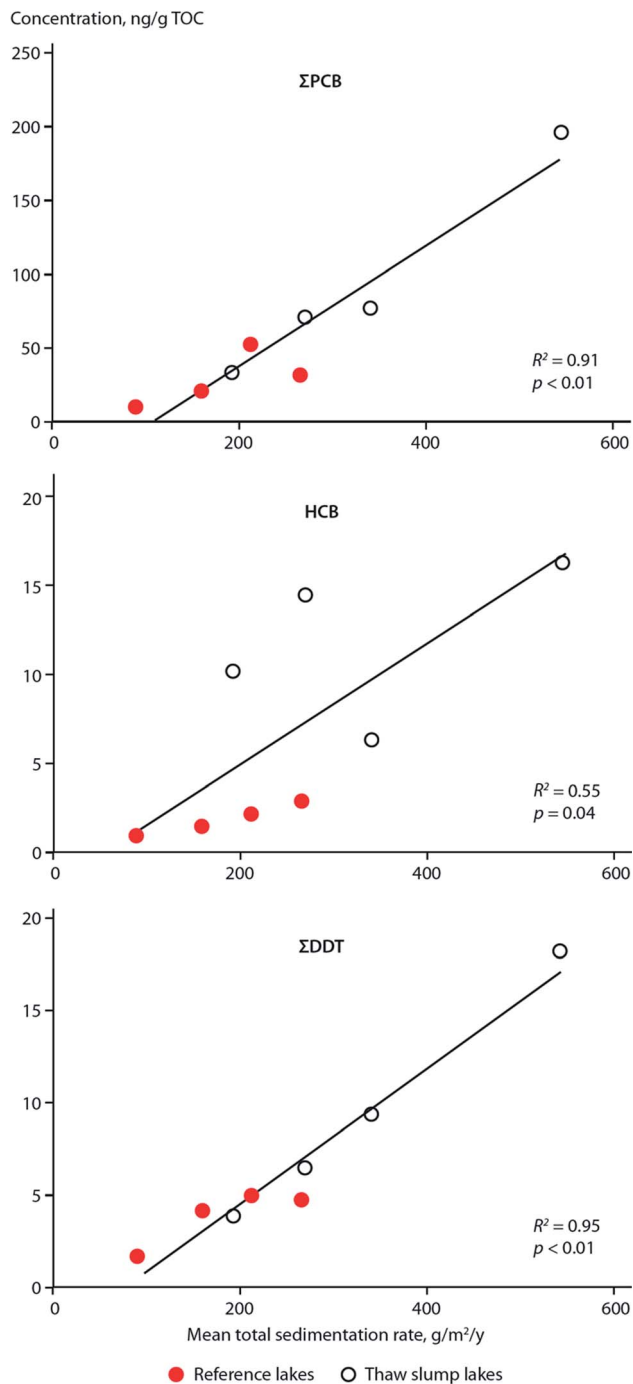 Concentration, ng/g TOC
250
ΣPCB
200
150
100
50
R² = 0.91
p < 0.01
0
0 200 400 600
20
HCB
15
10
5
R² = 0.55
p = 0.04
0
0 200 400 600
20
ΣDDT
15
10
5
R² = 0.95
p < 0.01
0
0 200 400 600
Mean total sedimentation rate, g/m²/y
Reference lakes Thaw slump lakes